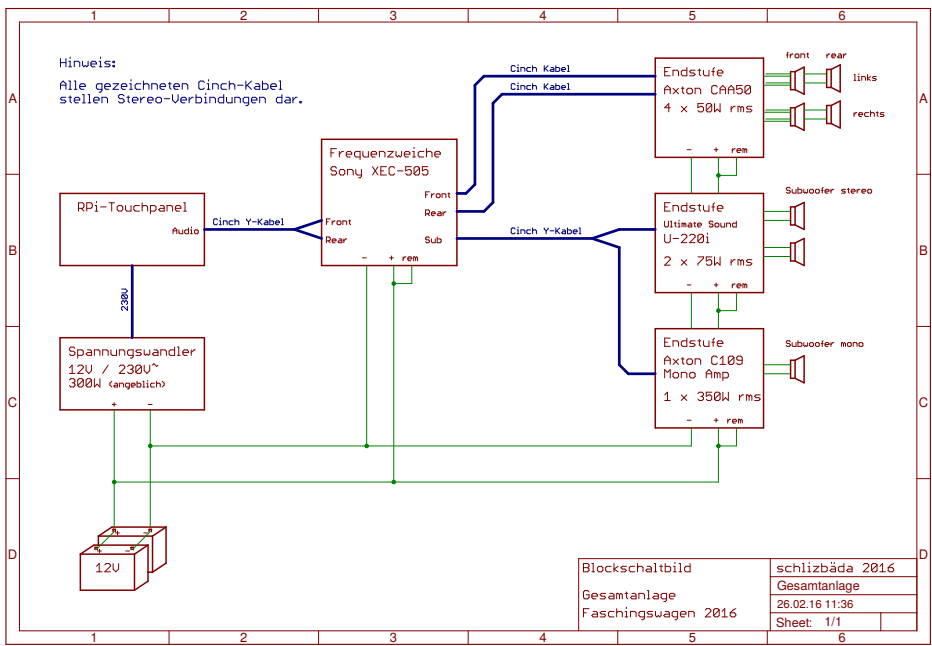 1 2 3 4 5 6
A
B
C
D
A
B
C
D
Hinweis:
Alle gezeichneten Cinch-Kabel
stellen Stereo-Verbindungen dar.
RPi-Touchpanel
Audio
230V
Spannungswandler
12V / 230V~
300W (angeblich)
+ -
12V
+ -
+ -
Cinch Y-Kabel
Frequenzweiche
Sony XEC-505
Front
Rear
Front
Rear
Sub
- + rem
Cinch Kabel
Cinch Kabel
Cinch Y-Kabel
Endstufe
Axton CAA50
4 x 50W rms
- + rem
front rear
links
rechts
Endstufe
Ultimate Sound
U-220i
2 x 75W rms
- + rem
Subwoofer stereo
Endstufe
Axton C109
Mono Amp
1 x 350W rms
- + rem
Subwoofer mono
Blockschaltbild
Gesamtanlage
Faschingswagen 2016
schlizbäda 2016
Gesamtanlage
26.02.16 11:36
Sheet: 1/1
1 2 3 4 5 6